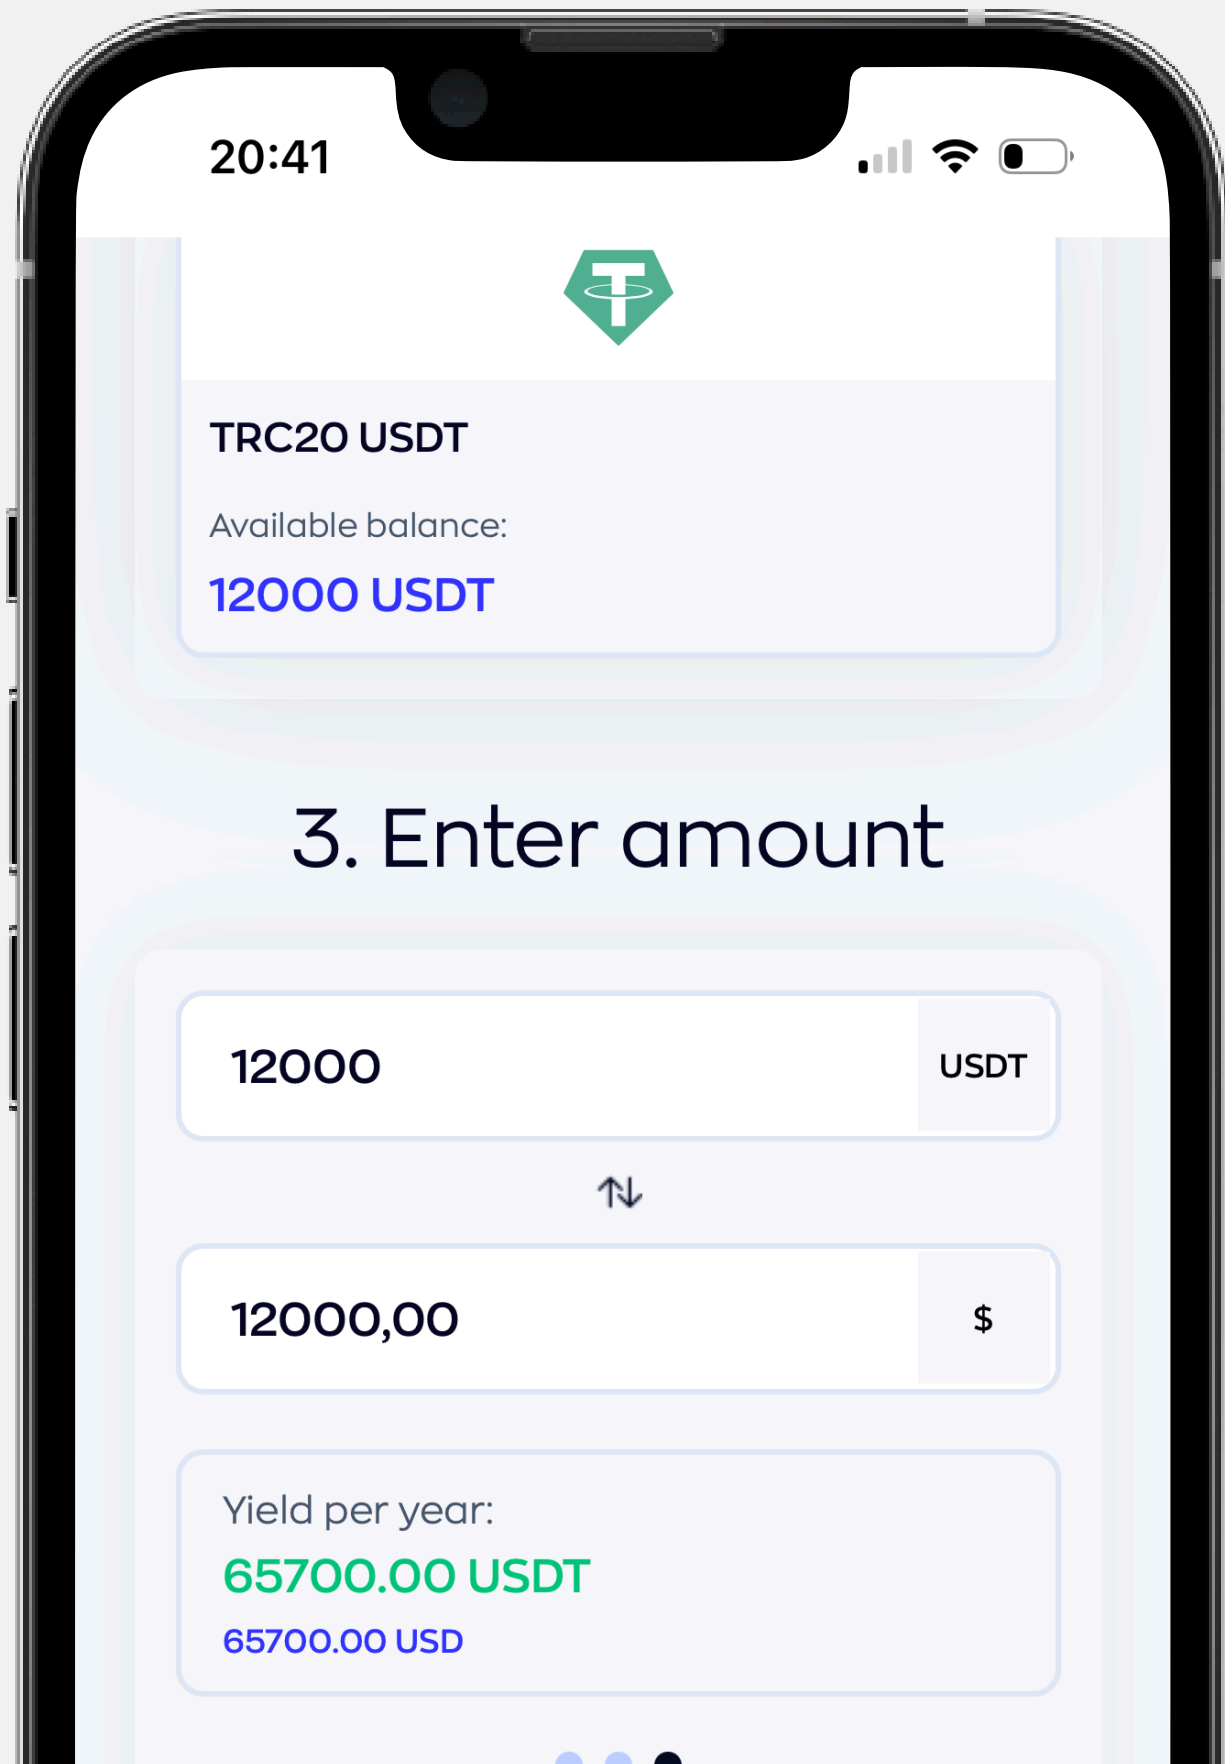 20:41
TRC20 USDT
Available balance:
12000 USDT
3. Enter amount
12000 USDT
12000,00 $
Yield per year:
65700.00 USDT
65700.00 USD